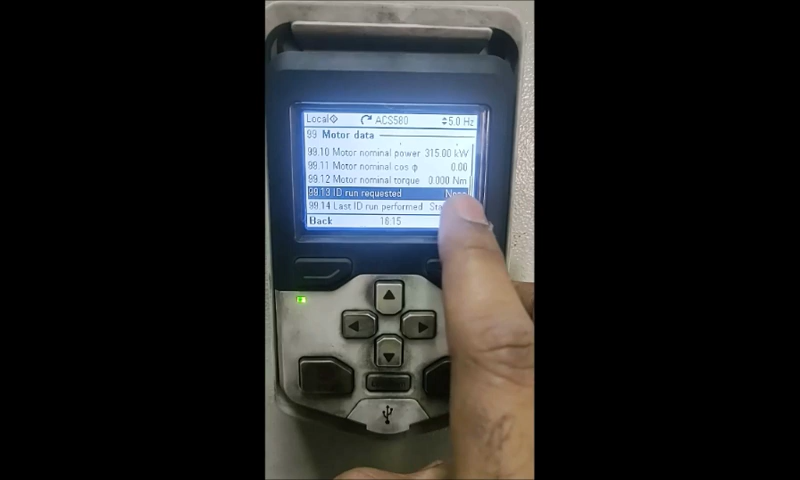 Local ACS580 5.0 Hz
99 Motor data
99.10 Motor nominal power 315.00 kW
99.11 Motor nominal cos φ 0.00
99.12 Motor nominal torque 0.000 Nm
99.13 ID run requested
99.14 Last ID run performed
Back 16:15